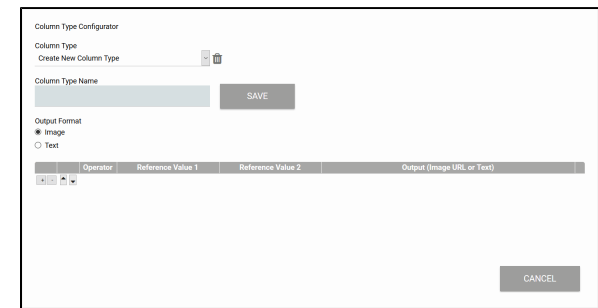 Column Type Configurator
Column Type
Create New Column Type
Column Type Name
SAVE
Output Format
Image
Text
Operator Reference Value 1 Reference Value 2 Output (Image URL or Text)
+ -
CANCEL